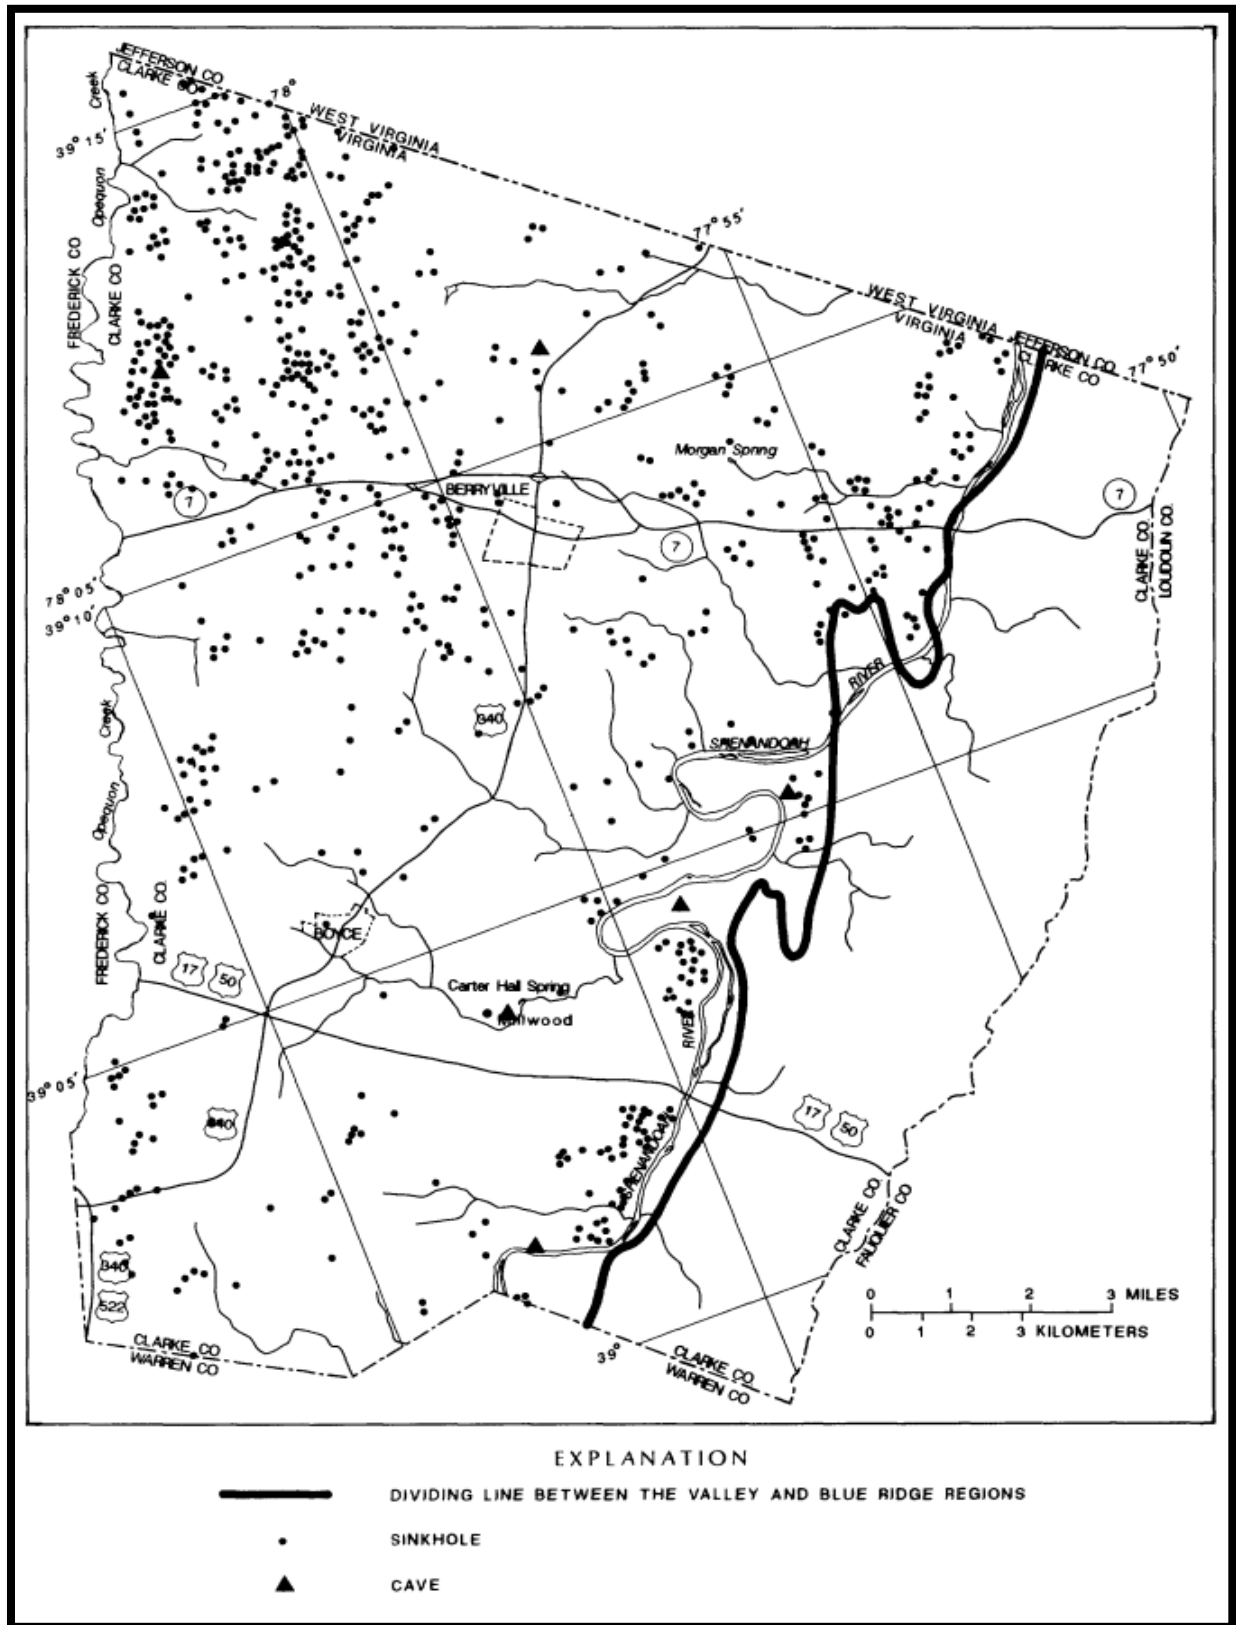 JEFFERSON CO
CLARKE CO
78°
WEST VIRGINIA
VIRGINIA
Creek
39° 15'
Opequon
77° 55'
FREDERICK CO
CLARKE CO
WEST VIRGINIA
VIRGINIA
JEFFERSON CO
CLARKE CO
77° 50'
Morgan Spring
BERRYVILLE
7
7
7
CLARKE CO.
LOUDOUN CO.
78° 05'
39° 10'
RIVER
340
SHENANDOAH
Creek
Opequon
FREDERICK CO.
CLARKE CO.
BOYCE
17
50
Carter Hall Spring
Millwood
RIVER
39° 05'
340
17
50
SHENANDOAH
CLARKE CO.
FAUQUIER CO
340
522
0 1 2 3 MILES
0 1 2 3 KILOMETERS
CLARKE CO
WARREN CO
39°
CLARKE CO.
WARREN CO
EXPLANATION
DIVIDING LINE BETWEEN THE VALLEY AND BLUE RIDGE REGIONS
SINKHOLE
CAVE